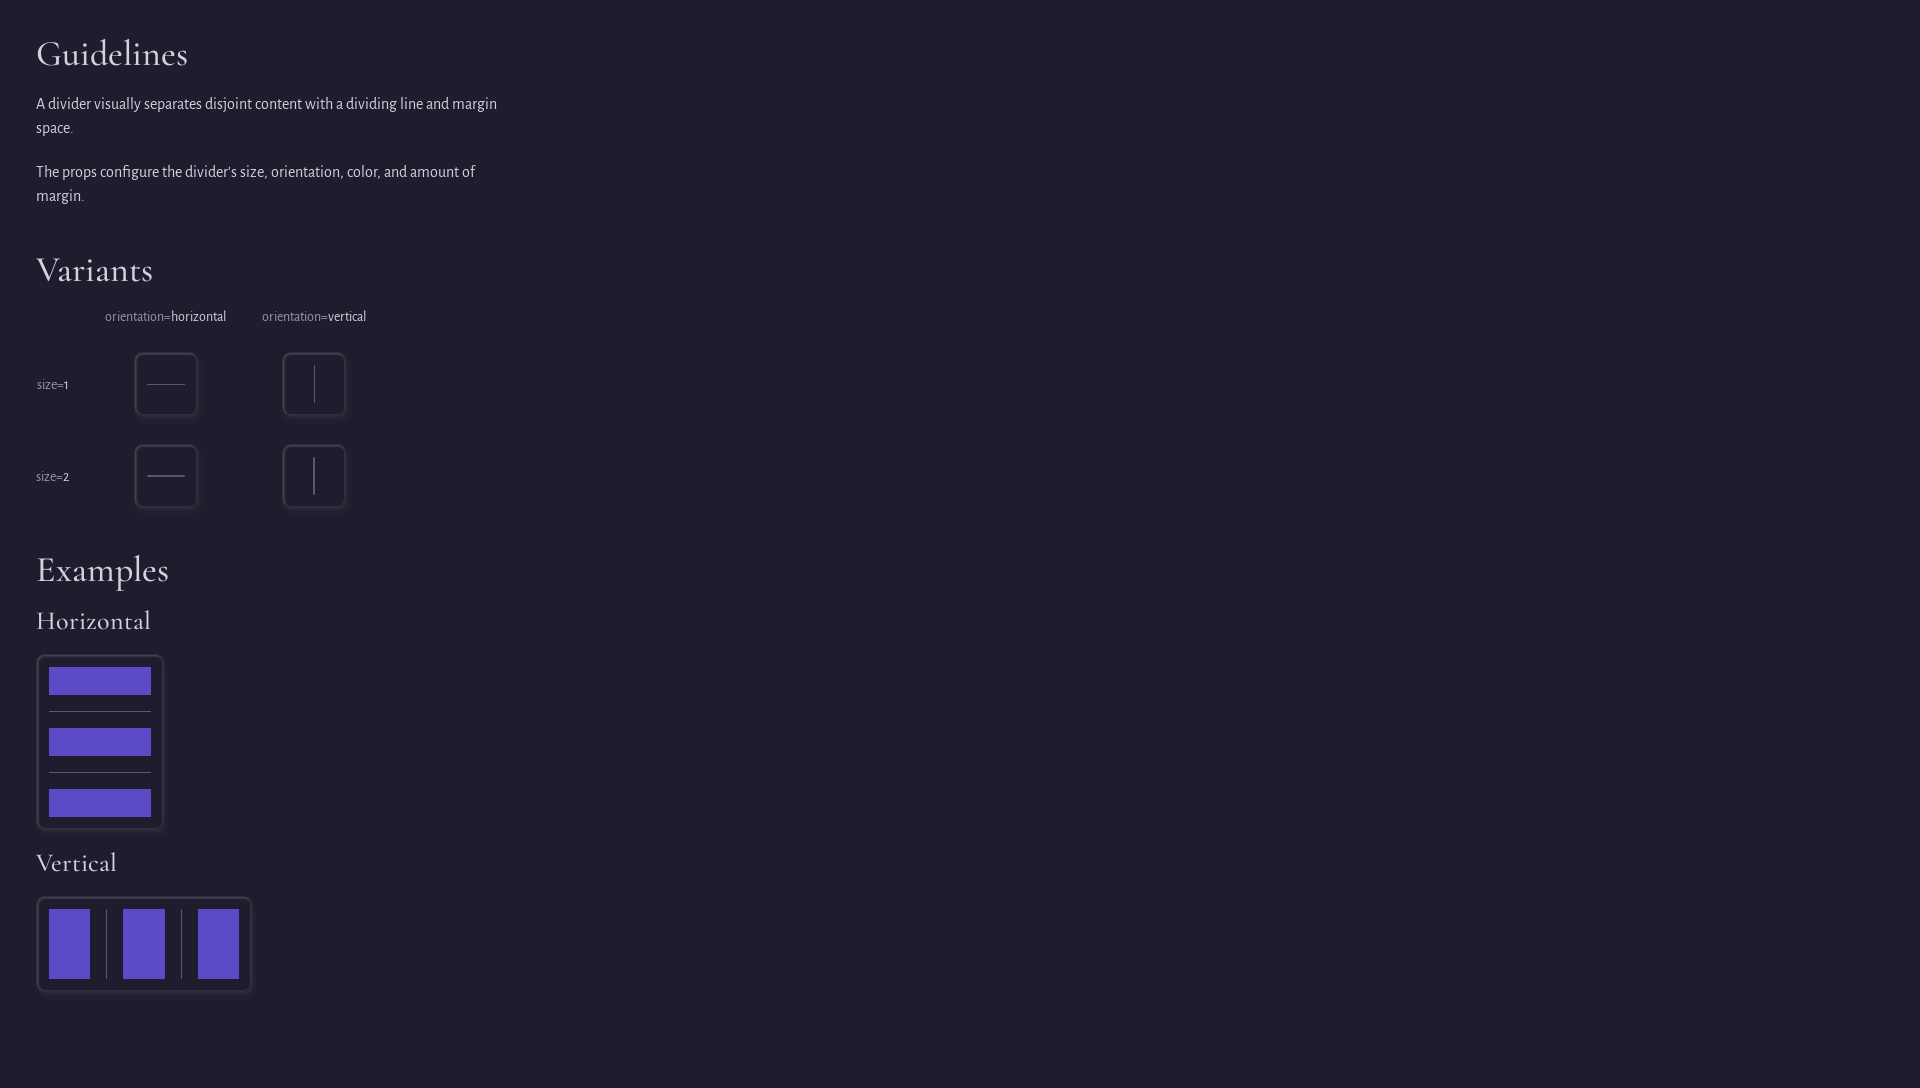 Guidelines
A divider visually separates disjoint content with a dividing line and margin
space.
The props configure the divider's size, orientation, color, and amount of
margin.
Variants
orientation=horizontal orientation=vertical
size=1
size=2
Examples
Horizontal
Vertical